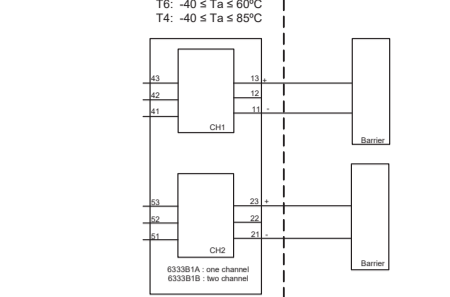 T6: -40 ≤ Ta ≤ 60ºC
T4: -40 ≤ Ta ≤ 85ºC
43
13 +
42
12
41
11 -
CH1
Barrier
53
23 +
52
22
51
21 -
CH2
Barrier
6333B1A : one channel
6333B1B : two channel